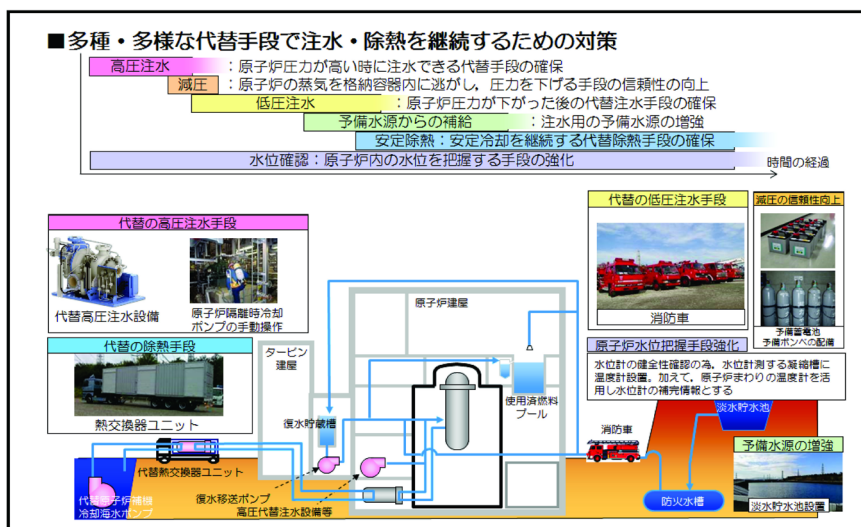 ■多種・多様な代替手段で注水・除熱を継続するための対策
高圧注水：原子炉圧力が高い時に注水できる代替手段の確保
減圧：原子炉の蒸気を格納容器内に逃がし，圧力を下げる手段の信頼性の向上
低圧注水：原子炉圧力が下がった後の代替注水手段の確保
予備水源からの補給：注水用の予備水源の増強
安定除熱：安定冷却を継続する代替除熱手段の確保
水位確認：原子炉内の水位を把握する手段の強化
時間の経過
代替の高圧注水手段
代替高圧注水設備
原子炉隔離時冷却
ポンプの手動操作
代替の除熱手段
熱交換器ユニット
代替の低圧注水手段
消防車
減圧の信頼性向上
予備蓄電池
予備ボンベの配備
原子炉水位把握手段強化
水位計の健全性確認の為，水位計測する凝縮槽に
温度計設置。加えて，原子炉まわりの温度計を活
用し水位計の補完情報とする
原子炉建屋
タービン
建屋
使用済燃料
プール
復水貯蔵槽
消防車
淡水貯水池
予備水源の増強
淡水貯水池設置
防火水槽
代替熱交換器ユニット
代替原子炉補機
冷却海水ポンプ
復水移送ポンプ
高圧代替注水設備等